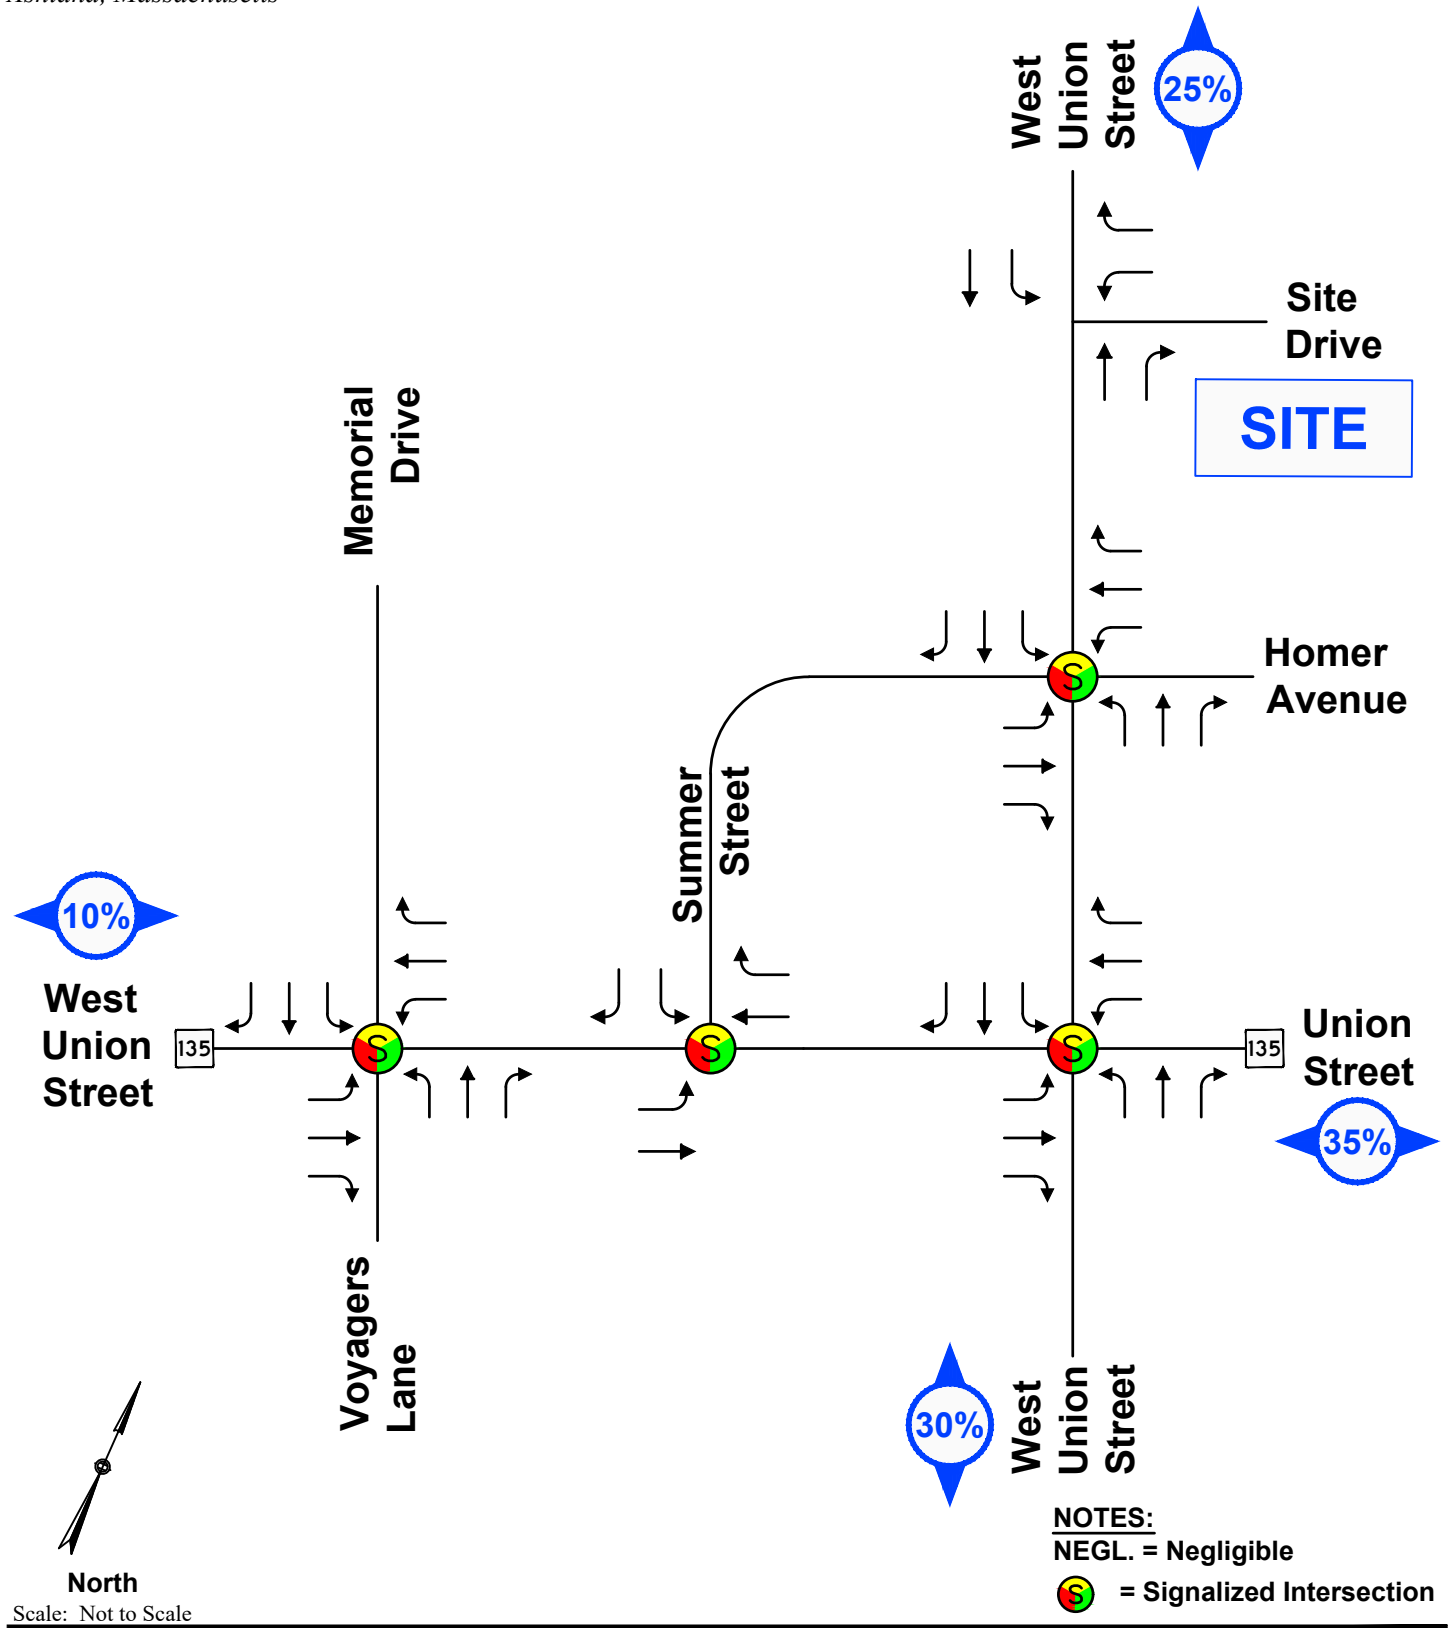 Ashland, Massachusetts
West
Union
Street
25%
Site
Drive
SITE
Memorial
Drive
S
Homer
Avenue
Summer
Street
10%
West
Union
Street
135
S
S
S
135
Union
Street
35%
Voyagers
Lane
30%
West
Union
Street
North
Scale: Not to Scale
NOTES:
NEGL. = Negligible
S = Signalized Intersection